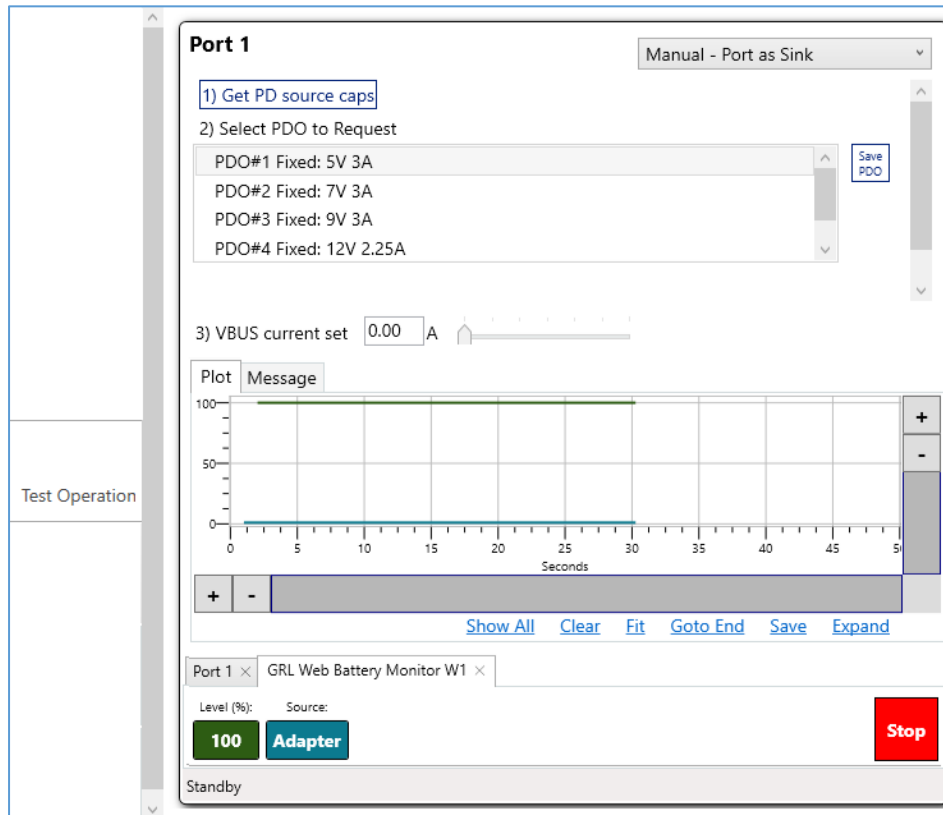 Port 1
Manual - Port as Sink
1) Get PD source caps
2) Select PDO to Request
PDO#1 Fixed: 5V 3A
Save
PDO
PDO#2 Fixed: 7V 3A
PDO#3 Fixed: 9V 3A
PDO#4 Fixed: 12V 2.25A
3) VBUS current set 0.00 A
Plot Message
100
+
-
50
Test Operation
0
0 5 10 15 20 25 30 35 40 45
Seconds
+ -
Show All Clear Fit Goto End Save Expand
Port 1 × GRL Web Battery Monitor W1 ×
Level (%): Source:
100 Adapter
Stop
Standby